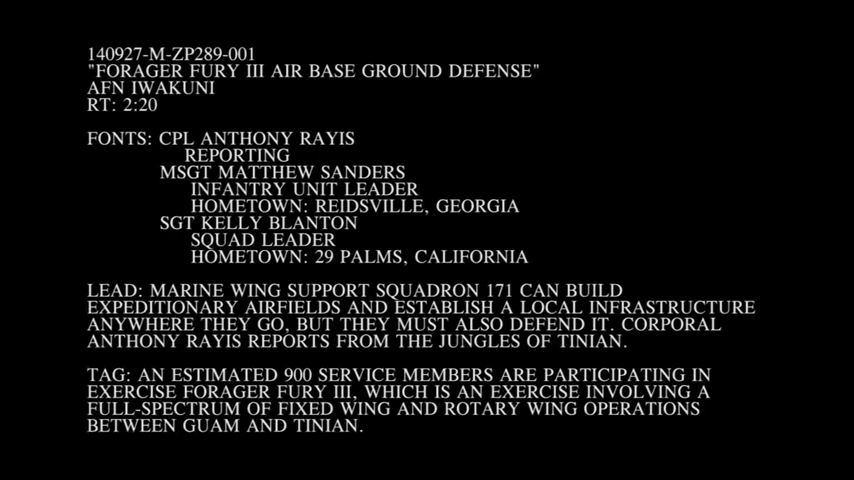 140927-M-ZP289-001
"FORAGER FURY III AIR BASE GROUND DEFENSE"
AFN IWAKUNI
RT: 2:20
FONTS: CPL ANTHONY RAYIS
REPORTING
MSGT MATTHEW SANDERS
INFANTRY UNIT LEADER
HOMETOWN: REIDSVILLE, GEORGIA
SGT KELLY BLANTON
SQUAD LEADER
HOMETOWN: 29 PALMS, CALIFORNIA
LEAD: MARINE WING SUPPORT SQUADRON 171 CAN BUILD
EXPEDITIONARY AIRFIELDS AND ESTABLISH A LOCAL INFRASTRUCTURE
ANYWHERE THEY GO, BUT THEY MUST ALSO DEFEND IT. CORPORAL
ANTHONY RAYIS REPORTS FROM THE JUNGLES OF TINIAN.
TAG: AN ESTIMATED 900 SERVICE MEMBERS ARE PARTICIPATING IN
EXERCISE FORAGER FURY III, WHICH IS AN EXERCISE INVOLVING A
FULL-SPECTRUM OF FIXED WING AND ROTARY WING OPERATIONS
BETWEEN GUAM AND TINIAN.